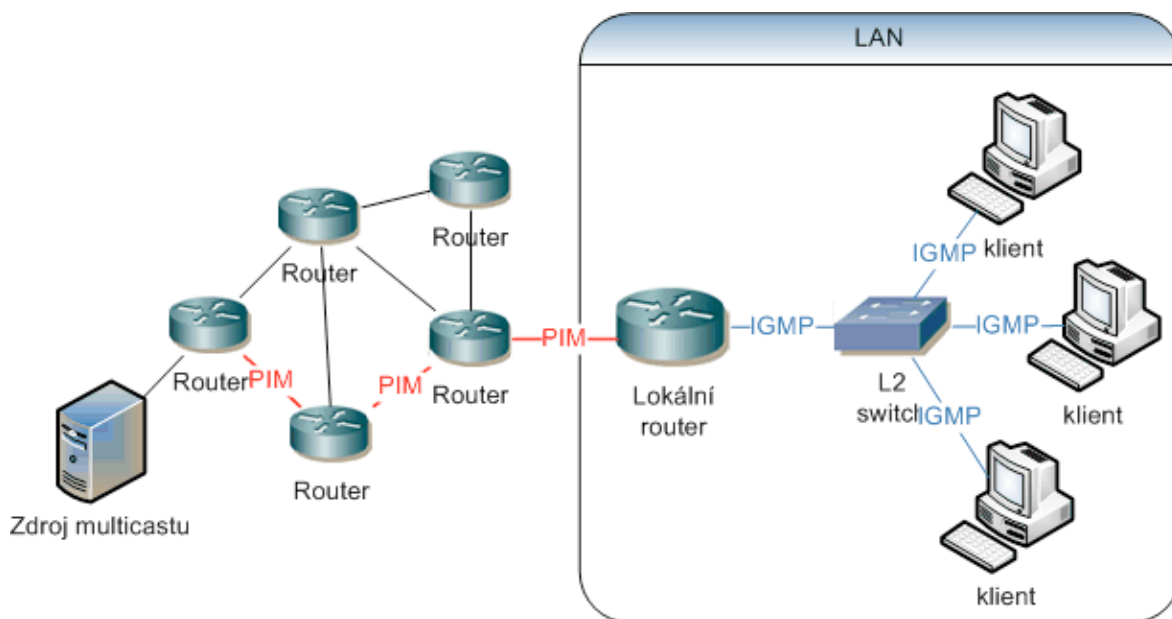 LAN
Router
Router
Router
Router
Router
PIM
PIM
PIM
Zdroj multicastu
Lokální
router
IGMP
L2
switch
IGMP
IGMP
IGMP
klient
klient
klient